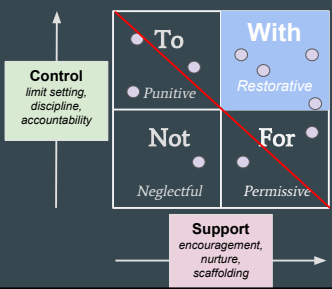 To
Punitive
With
Restorative
Control
limit setting,
discipline,
accountability
Not
Neglectful
For
Permissive
Support
encouragement,
nurture,
scaffolding